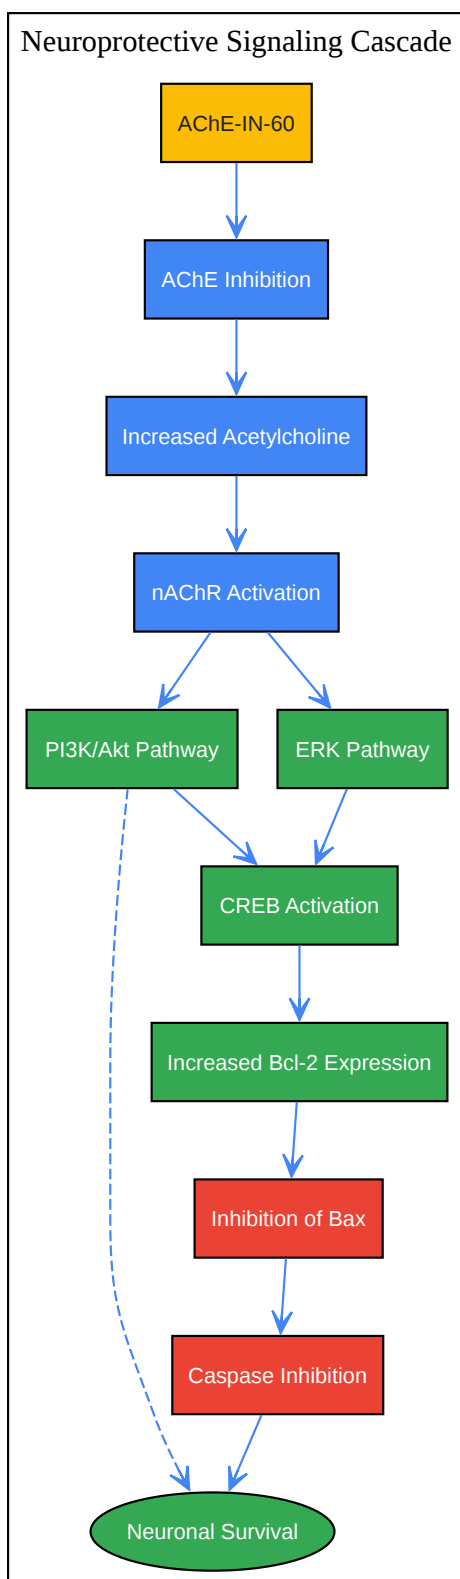 Neuroprotective Signaling Cascade
AChE-IN-60
AChE Inhibition
Increased Acetylcholine
nAChR Activation
PI3K/Akt Pathway
ERK Pathway
CREB Activation
Increased Bcl-2 Expression
Inhibition of Bax
Caspase Inhibition
Neuronal Survival